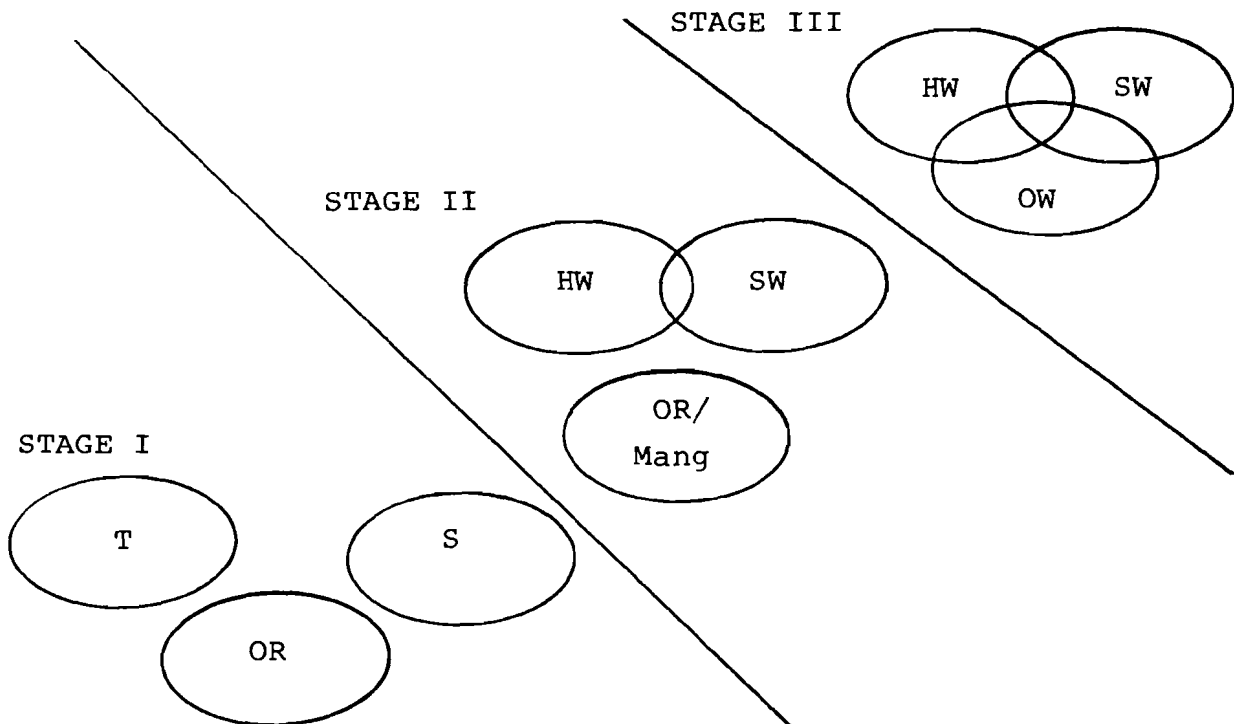 STAGE III
HW
SW
OW
STAGE II
HW
SW
OR/
Mang
STAGE I
T
S
OR